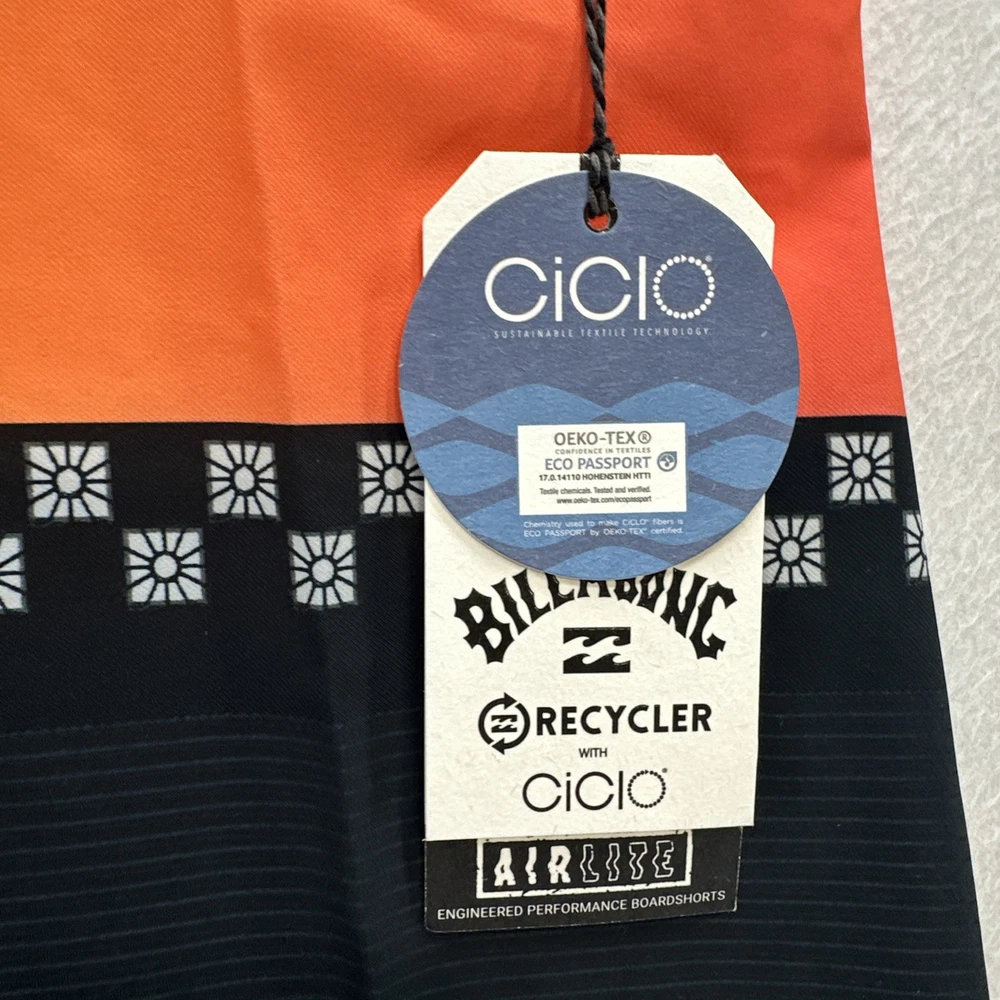 CiCLO®
SUSTAINABLE TEXTILE TECHNOLOGY
OEKO-TEX®
CONFIDENCE IN TEXTILES
ECO PASSPORT
17.0.14110 HOHENSTEIN HTTI
Textile chemicals. Tested and verified.
www.oeko-tex.com/ecopassport
Chemistry used to make CiCLO® fibers is
ECO PASSPORT by OEKO-TEX® certified.
BILLABONG
RECYCLER
WITH
CiCLO®
A!RLITE
ENGINEERED PERFORMANCE BOARDSHORTS